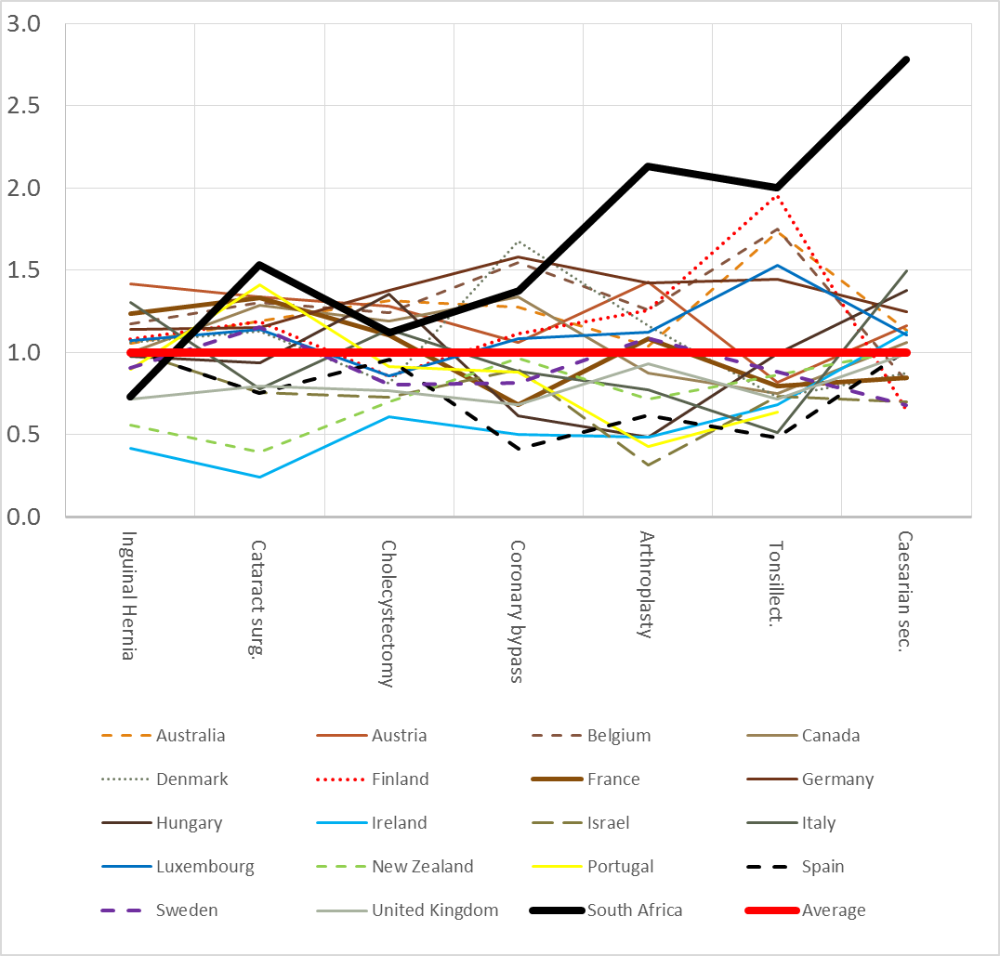 3.0
2.5
2.0
1.5
1.0
0.5
0.0
Inguinal Hernia
Cataract surg.
Cholecystectomy
Coronary bypass
Arthroplasty
Tonsillect.
Caesarian sec.
Australia Austria Belgium Canada
Denmark Finland France Germany
Hungary Ireland Israel Italy
Luxembourg New Zealand Portugal Spain
Sweden United Kingdom South Africa Average